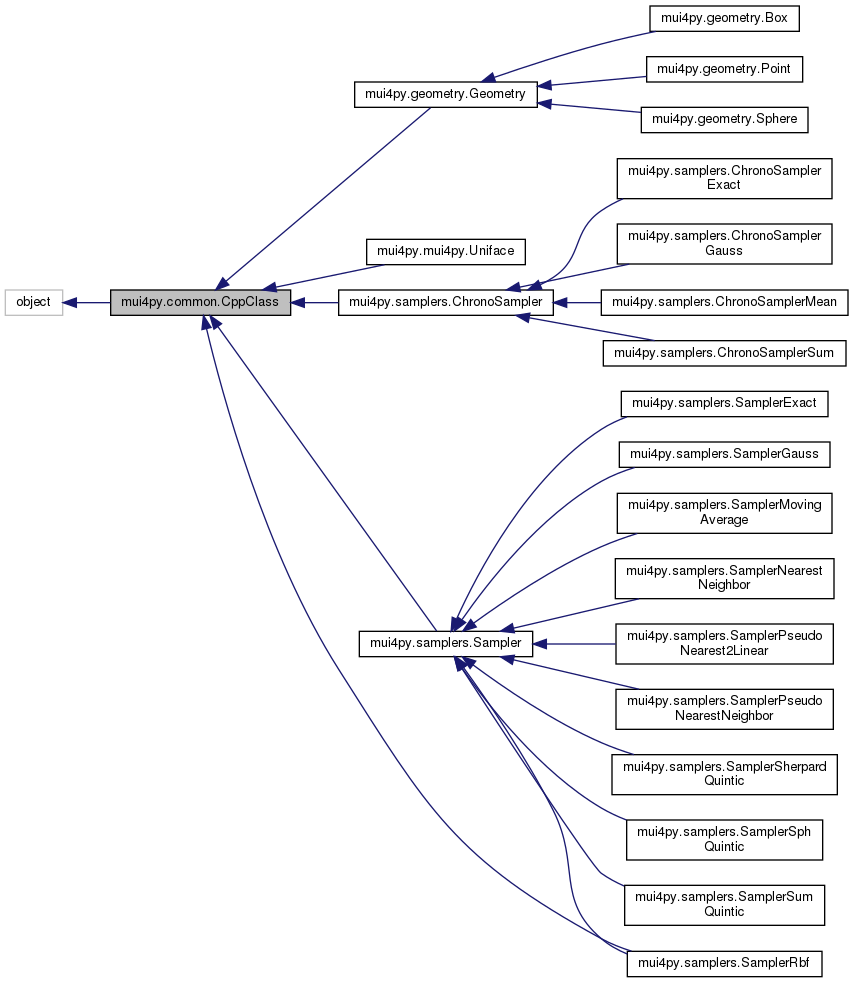 mui4py.geometry.Box
mui4py.geometry.Point
mui4py.geometry.Geometry
mui4py.geometry.Sphere
mui4py.samplers.ChronoSampler
Exact
mui4py.samplers.ChronoSampler
Gauss
mui4py.mui4py.Uniface
object
mui4py.common.CppClass
mui4py.samplers.ChronoSampler
mui4py.samplers.ChronoSamplerMean
mui4py.samplers.ChronoSamplerSum
mui4py.samplers.SamplerExact
mui4py.samplers.SamplerGauss
mui4py.samplers.SamplerMoving
Average
mui4py.samplers.SamplerNearest
Neighbor
mui4py.samplers.Sampler
mui4py.samplers.SamplerPseudo
Nearest2Linear
mui4py.samplers.SamplerPseudo
NearestNeighbor
mui4py.samplers.SamplerSherpard
Quintic
mui4py.samplers.SamplerSph
Quintic
mui4py.samplers.SamplerSum
Quintic
mui4py.samplers.SamplerRbf